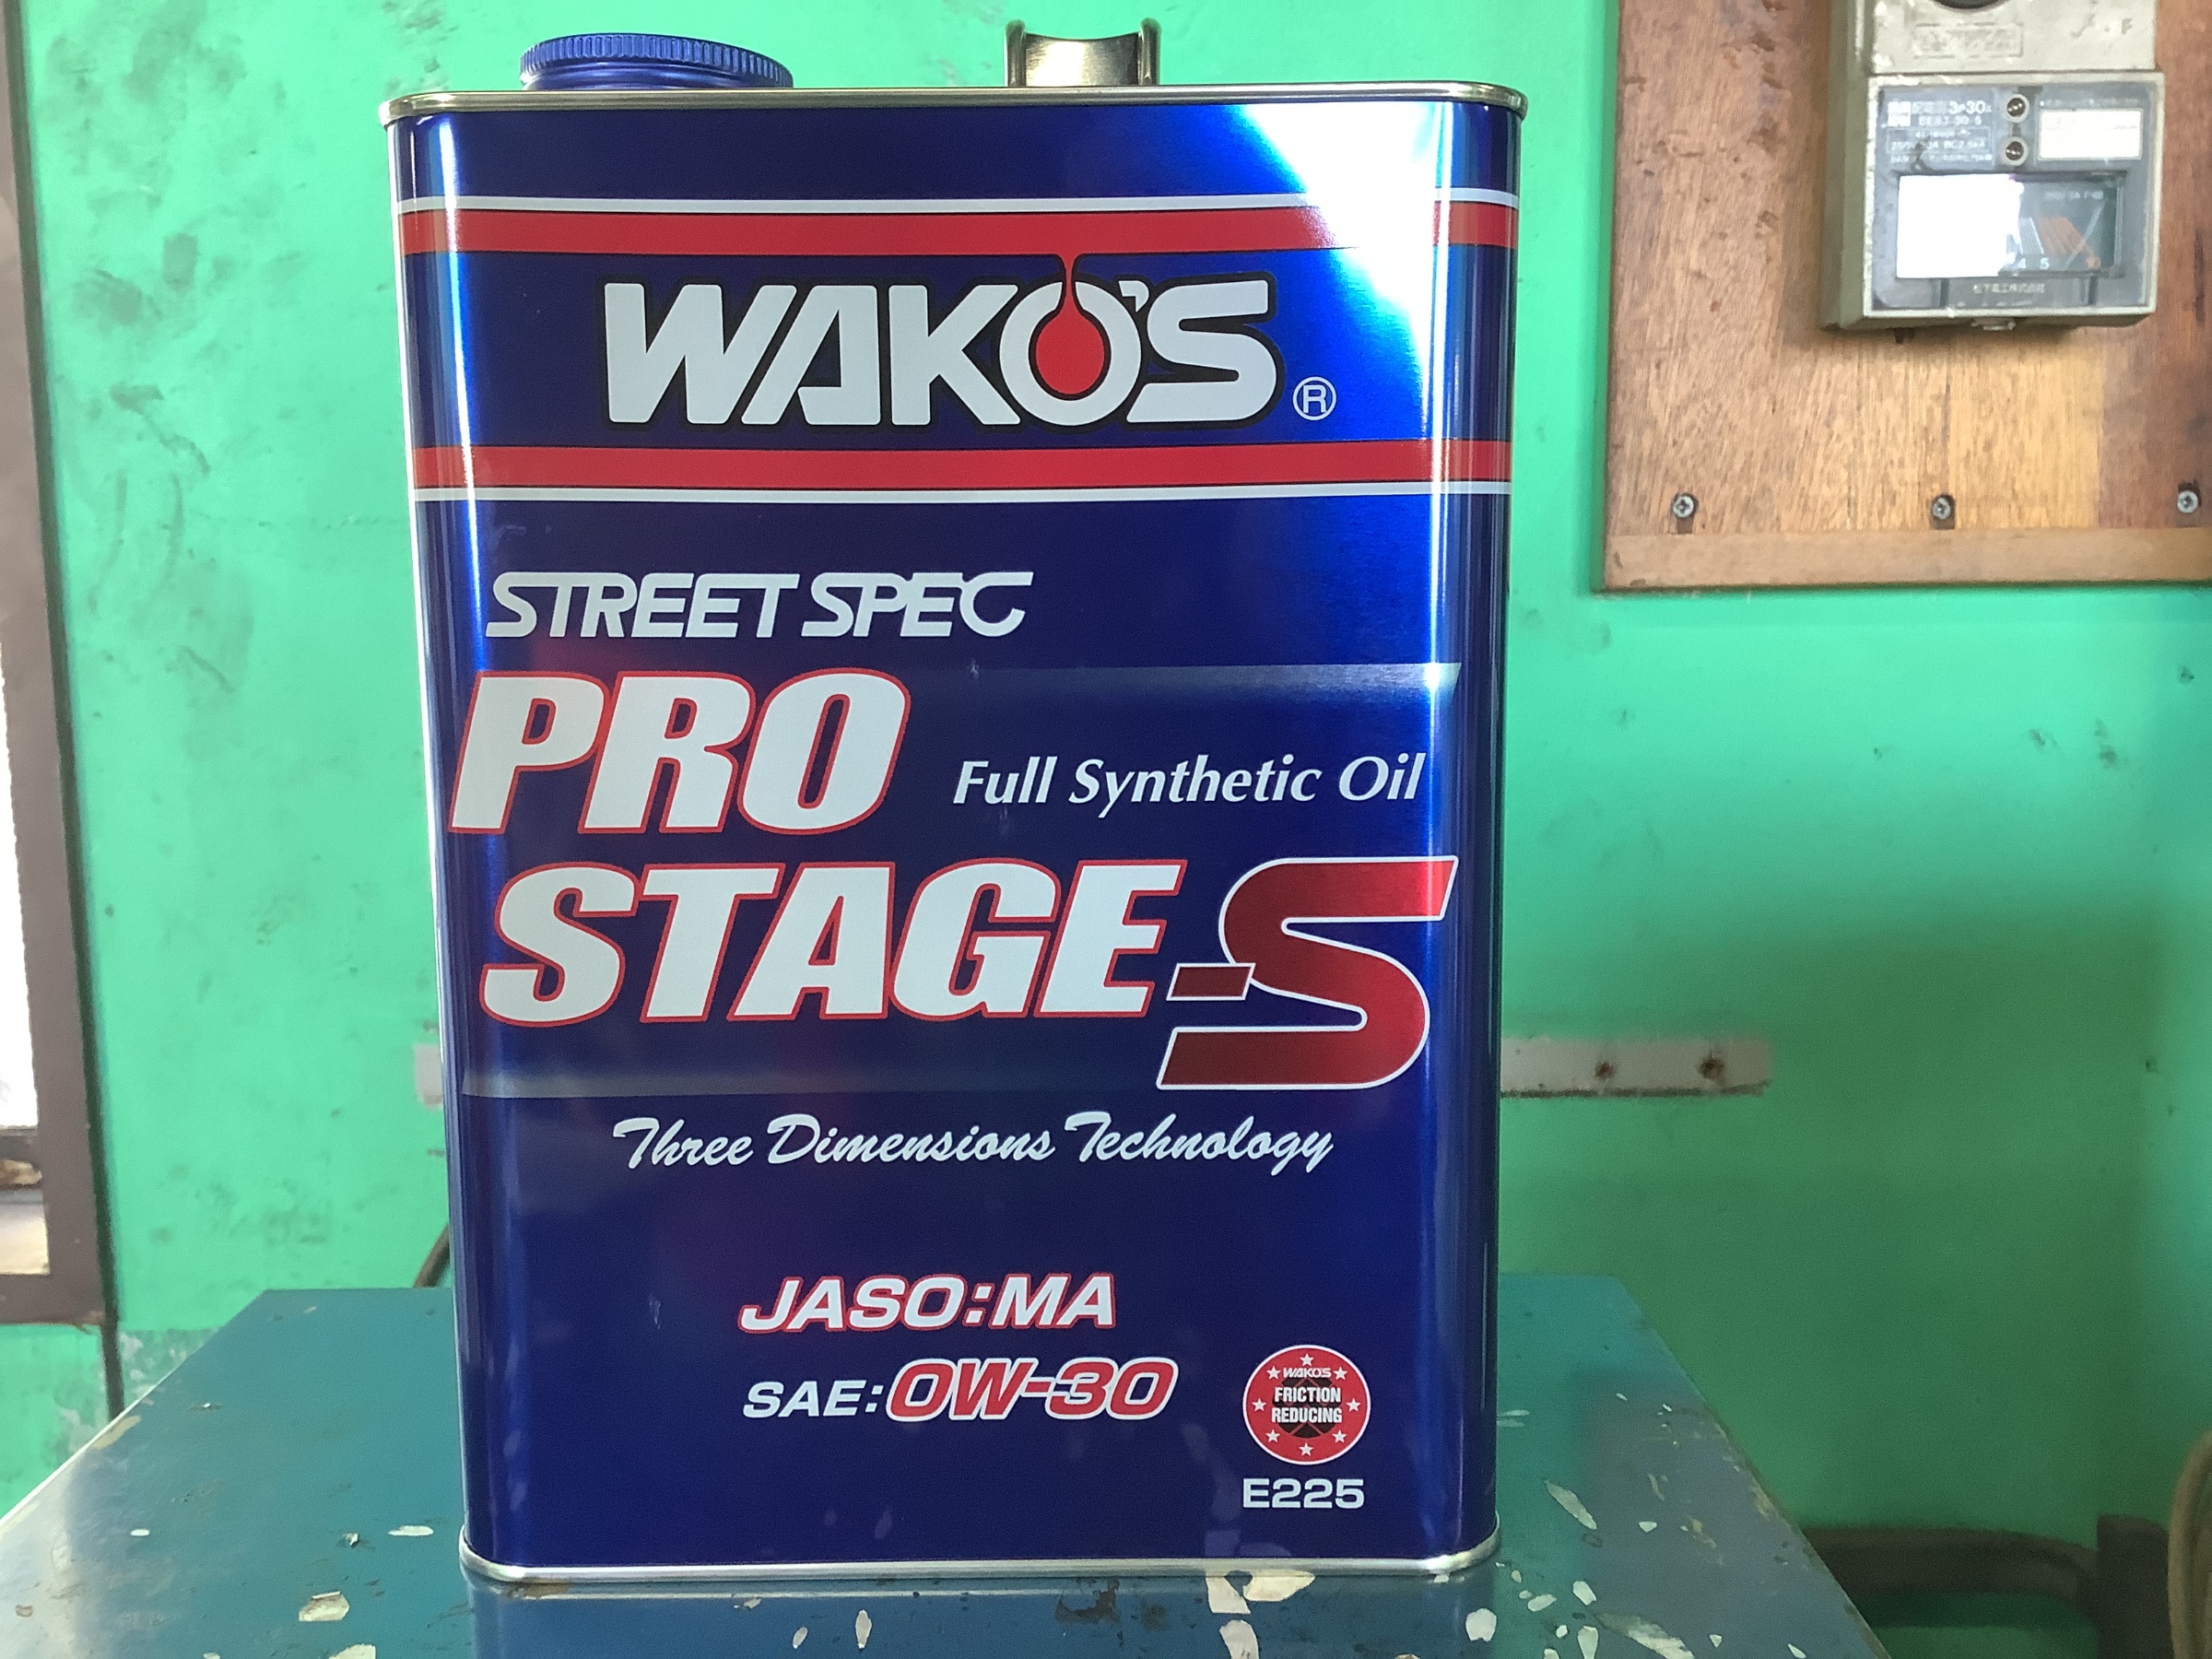 WAKO'S ®
STREET SPEC
PRO
Full Synthetic Oil
STAGE-S
Three Dimensions Technology
JASO:MA
SAE:0W-30
WAKO'S
FRICTION
REDUCING
E225